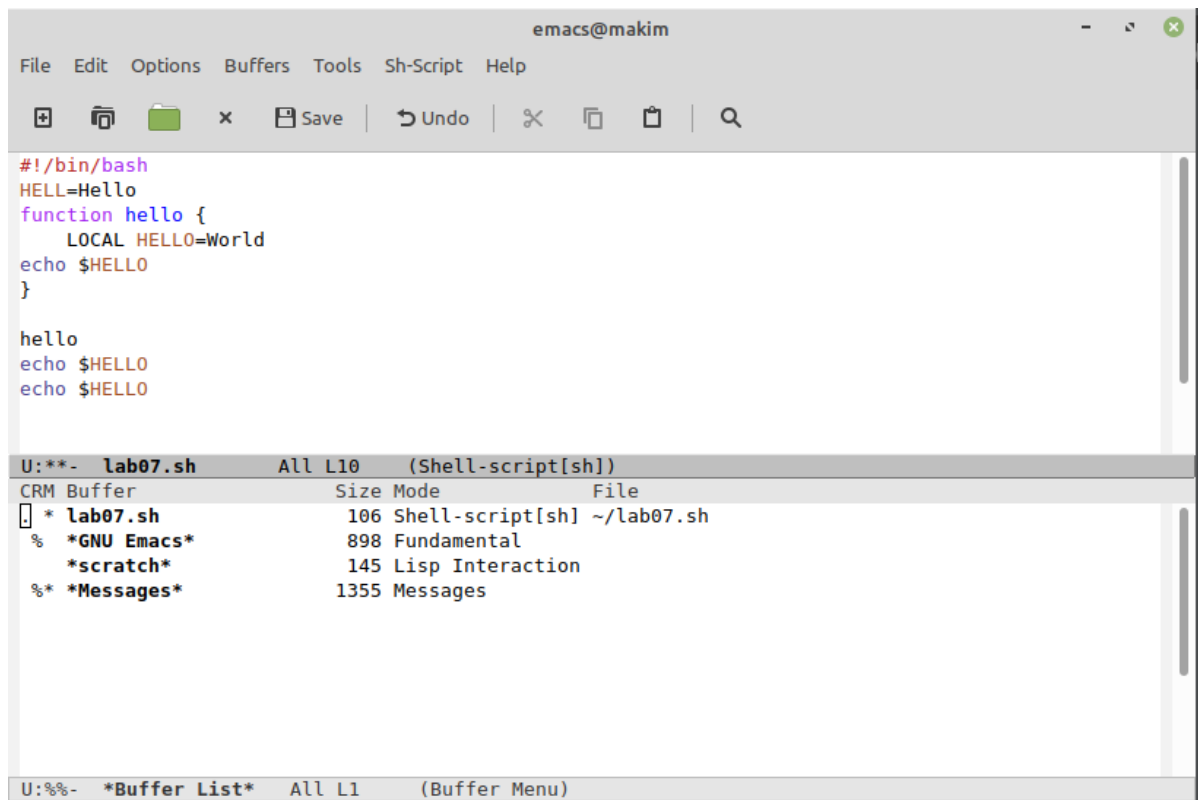 emacs@makim
File Edit Options Buffers Tools Sh-Script Help
Save Undo
#!/bin/bash
HELL=Hello
function hello {
    LOCAL HELLO=World
echo $HELLO
}
hello
echo $HELLO
echo $HELLO
U:**- lab07.sh All L10 (Shell-script[sh])
CRM Buffer Size Mode File
. * lab07.sh 106 Shell-script[sh] ~/lab07.sh
% *GNU Emacs* 898 Fundamental
*scratch* 145 Lisp Interaction
%* *Messages* 1355 Messages
U:%%- *Buffer List* All L1 (Buffer Menu)